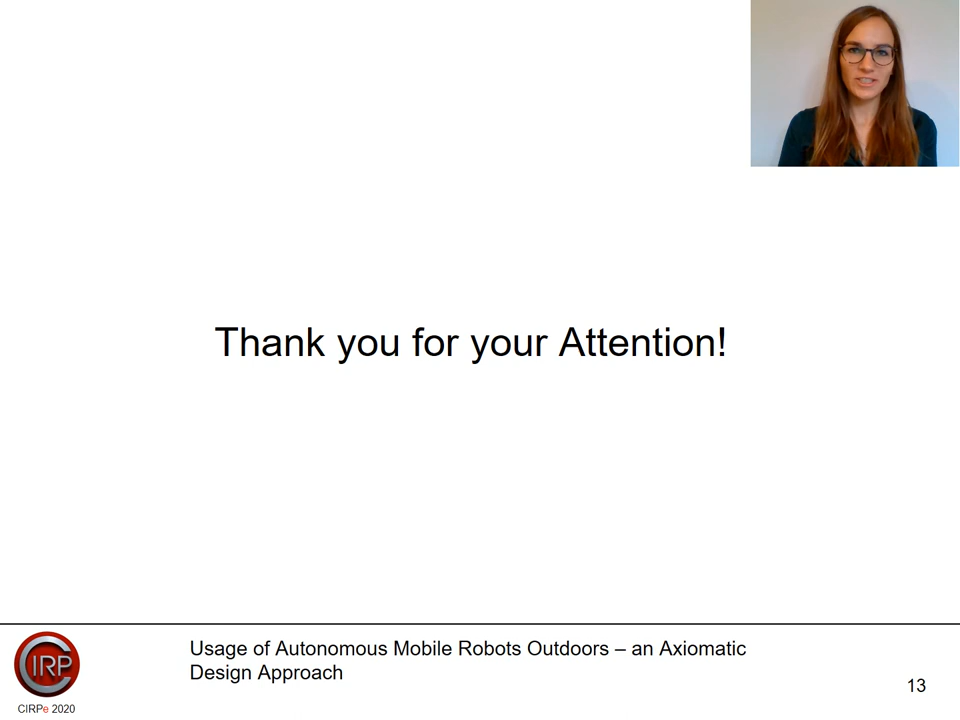 Thank you for your Attention!
Usage of Autonomous Mobile Robots Outdoors – an Axiomatic
Design Approach
13
CIRP
CIRPe 2020